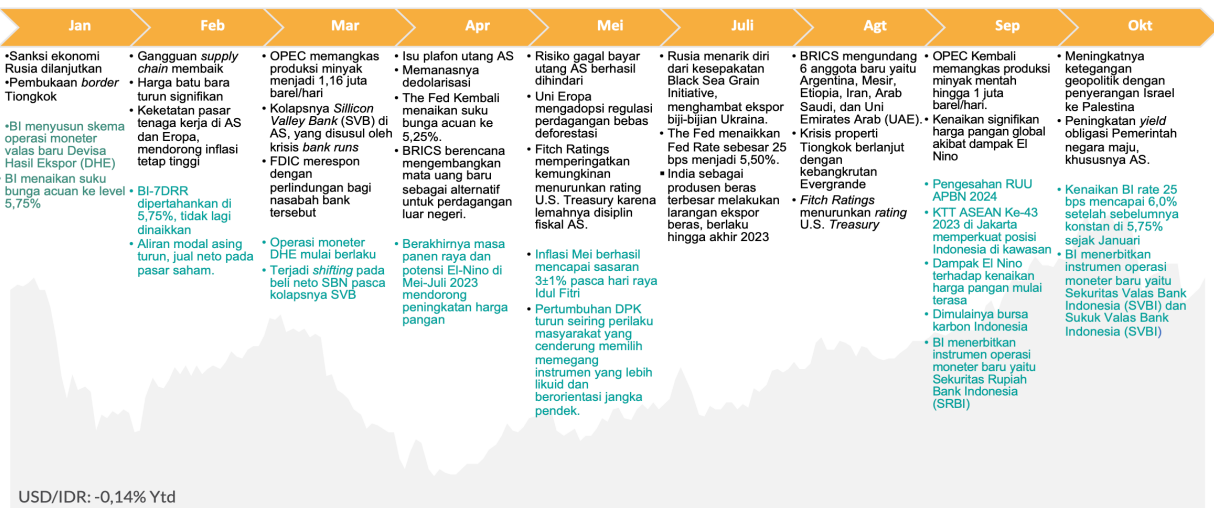 Jan
Feb
Mar
Apr
Mei
Juli
Agt
Sep
Okt
•Sanksi ekonomi
Rusia dilanjutkan
•Pembukaan border
Tiongkok
•BI menyusun skema
operasi moneter
valas baru Devisa
Hasil Ekspor (DHE)
• BI menaikan suku
bunga acuan ke level
5,75%
• Gangguan supply
chain membaik
• Harga batu bara
turun signifikan
• Keketatan pasar
tenaga kerja di AS
dan Eropa,
mendorong inflasi
tetap tinggi
• BI-7DRR
dipertahankan di
5,75%, tidak lagi
dinaikkan
• Aliran modal asing
turun, jual neto pada
pasar saham.
• OPEC memangkas
produksi minyak
menjadi 1,16 juta
barel/hari
• Kolapsnya Sillicon
Valley Bank (SVB) di
AS, yang disusul oleh
krisis bank runs
• FDIC merespon
dengan
perlindungan bagi
nasabah bank
tersebut
• Operasi moneter
DHE mulai berlaku
• Terjadi shifting pada
beli neto SBN pasca
kolapsnya SVB
• Isu plafon utang AS
• Memanasnya
dedolarisasi
• The Fed Kembali
menaikan suku
bunga acuan ke
5,25%.
• BRICS berencana
mengembangkan
mata uang baru
sebagai alternatif
untuk perdagangan
luar negeri.
• Berakhirnya masa
panen raya dan
potensi El-Nino di
Mei-Juli 2023
mendorong
peningkatan harga
pangan
• Risiko gagal bayar
utang AS berhasil
dihindari
• Uni Eropa
mengadopsi regulasi
perdagangan bebas
deforestasi
• Fitch Ratings
memperingatkan
kemungkinan
menurunkan rating
U.S. Treasury karena
lemahnya disiplin
fiskal AS.
• Inflasi Mei berhasil
mencapai sasaran
3±1% pasca hari raya
Idul Fitri
• Pertumbuhan DPK
turun seiring perilaku
masyarakat yang
cenderung memilih
memegang
instrumen yang lebih
likuid dan
berorientasi jangka
pendek.
• Rusia menarik diri
dari kesepakatan
Black Sea Grain
Initiative,
menghambat ekspor
biji-bijian Ukraina.
• The Fed menaikkan
Fed Rate sebesar 25
bps menjadi 5,50%.
▪ India sebagai
produsen beras
terbesar melakukan
larangan ekspor
beras, berlaku
hingga akhir 2023
• BRICS mengundang
6 anggota baru yaitu
Argentina, Mesir,
Etiopia, Iran, Arab
Saudi, dan Uni
Emirates Arab (UAE).
• Krisis properti
Tiongkok berlanjut
dengan
kebangkrutan
Evergrande
• Fitch Ratings
menurunkan rating
U.S. Treasury
• OPEC Kembali
memangkas produksi
minyak mentah
hingga 1 juta
barel/hari.
• Kenaikan signifikan
harga pangan global
akibat dampak El
Nino
• Pengesahan RUU
APBN 2024
• KTT ASEAN Ke-43
2023 di Jakarta
memperkuat posisi
Indonesia di kawasan
• Dampak El Nino
terhadap kenaikan
harga pangan mulai
terasa
• Dimulainya bursa
karbon Indonesia
• BI menerbitkan
instrumen operasi
moneter baru yaitu
Sekuritas Rupiah
Bank Indonesia
(SRBI)
• Meningkatnya
ketegangan
geopolitik dengan
penyerangan Israel
ke Palestina
• Peningkatan yield
obligasi Pemerintah
negara maju,
khususnya AS.
• Kenaikan BI rate 25
bps mencapai 6,0%
setelah sebelumnya
konstan di 5,75%
sejak Januari
• BI menerbitkan
instrumen operasi
moneter baru yaitu
Sekuritas Valas Bank
Indonesia (SVBI) dan
Sukuk Valas Bank
Indonesia (SVBI)
USD/IDR: -0,14% Ytd